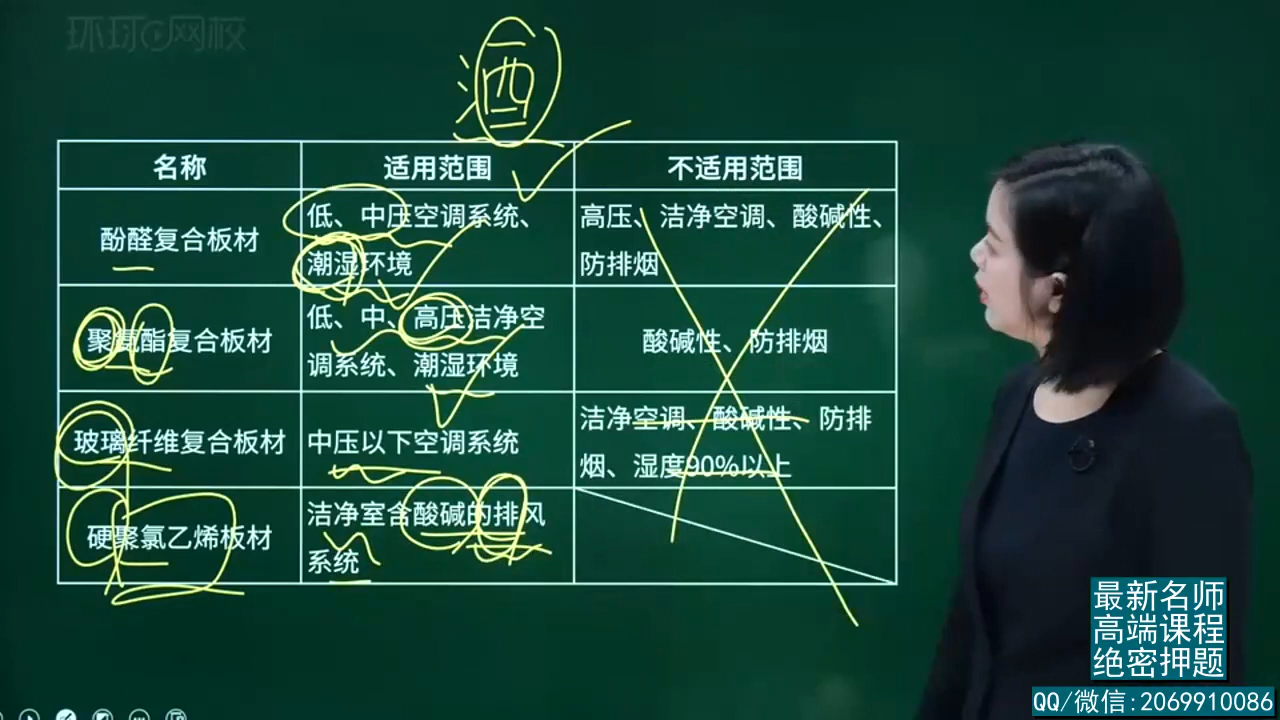 环球网校
酒
名称
适用范围
不适用范围
酚醛复合板材
低、中压空调系统、
潮湿环境
高压、洁净空调、酸碱性、
防排烟
聚氨酯复合板材
低、中、高压洁净空
调系统、潮湿环境
酸碱性、防排烟
玻璃纤维复合板材
中压以下空调系统
洁净空调、酸碱性、防排
烟、湿度90%以上
硬聚氯乙烯板材
洁净室含酸碱的排风
系统
最新名师
高端课程
绝密押题
QQ/微信:2069910086